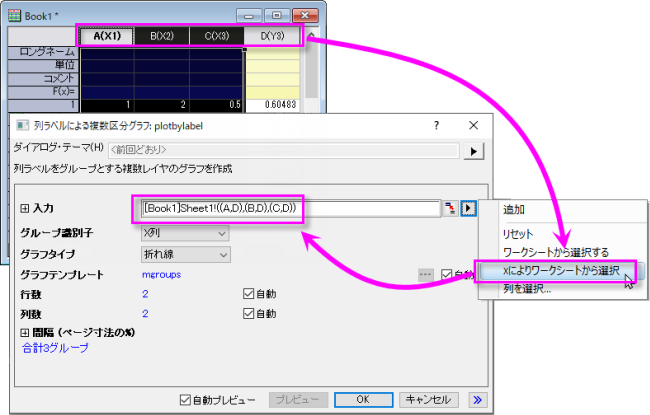 Book1 *
A(X1) B(X2) C(X3) D(Y3)
ロングネーム
単位
コメント
F(x)=
1 1 2 0.5 0.60483
列ラベルによる複数区分グラフ: plotbylabel ? ×
ダイアログ・テーマ(H) <前回どおり>
列ラベルをグループとする複数レイヤのグラフを作成
入力 [Book1]Sheet1!((A,D),(B,D),(C,D))
グループ識別子 X列
グラフタイプ 折れ線
グラフテンプレート mgroups 自動
行数 2 自動
列数 2 自動
間隔 (ページ寸法の%)
合計3グループ
自動プレビュー プレビュー OK キャンセル
追加
リセット
ワークシートから選択する
Xによりワークシートから選択
列を選択...